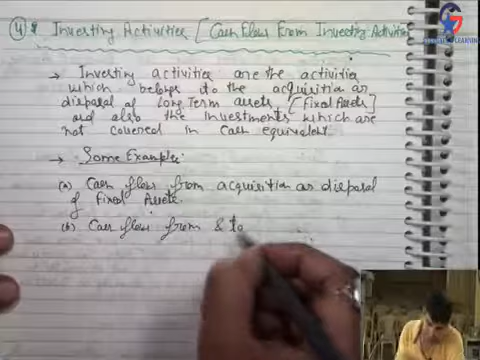 4) Investing Activities [Cash Flow From Investing Activities
→ Investing activities are the activities
which belongs to the acquisition or
disposal of Long Term assets [Fixed Assets]
and also the investments which are
not covered in Cash equivalent
→ Some Example:
(a) Cash flow from acquisition or disposal
of Fixed Assets.
(b) Cash flow from & to